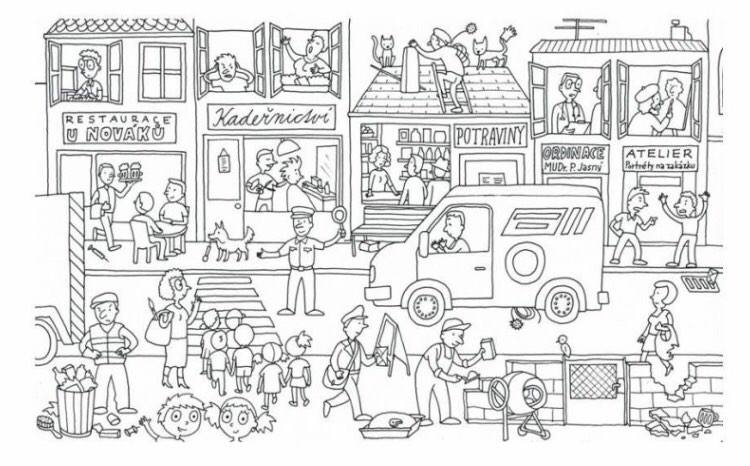 RESTAURACE
U NOVÁKŮ
Kadeřnictví
POTRAVINY
ORDINACE
MUDr. P. Jasný
ATELIER
Portréty na zakázku